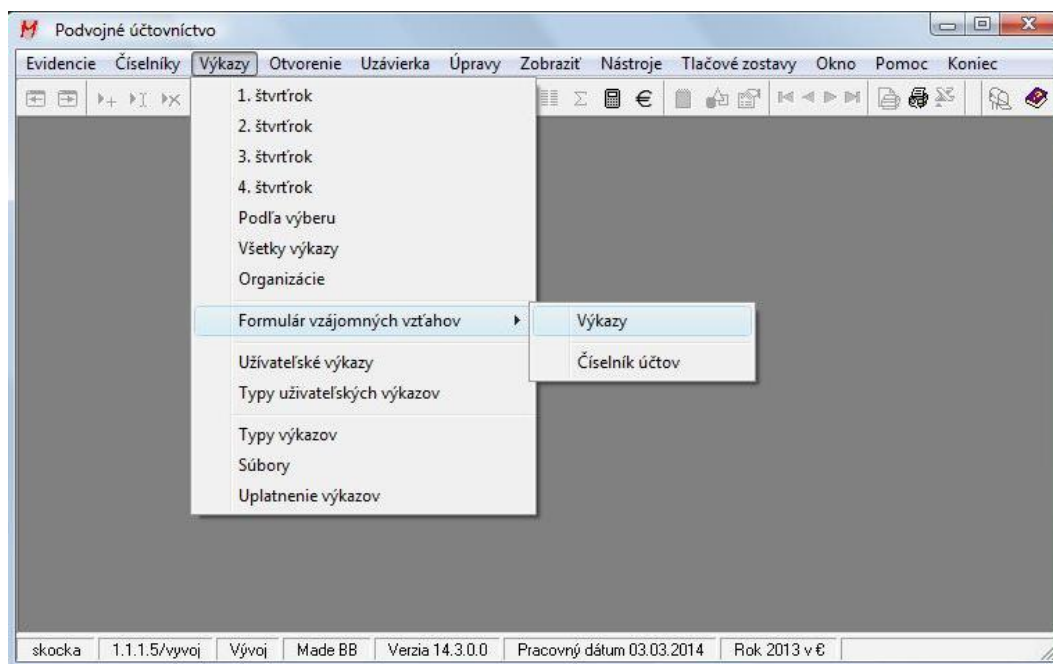 Podvojné účtovníctvo
Evidencie Číselníky Výkazy Otvorenie Uzávierka Úpravy Zobraziť Nástroje Tlačové zostavy Okno Pomoc Koniec
1. štvrťrok
2. štvrťrok
3. štvrťrok
4. štvrťrok
Podľa výberu
Všetky výkazy
Organizácie
Formulár vzájomných vzťahov
Výkazy
Číselník účtov
Užívateľské výkazy
Typy uživateľských výkazov
Typy výkazov
Súbory
Uplatnenie výkazov
skocka 1.1.1.5/vyvoj Vývoj Made BB Verzia 14.3.0.0 Pracovný dátum 03.03.2014 Rok 2013 v €